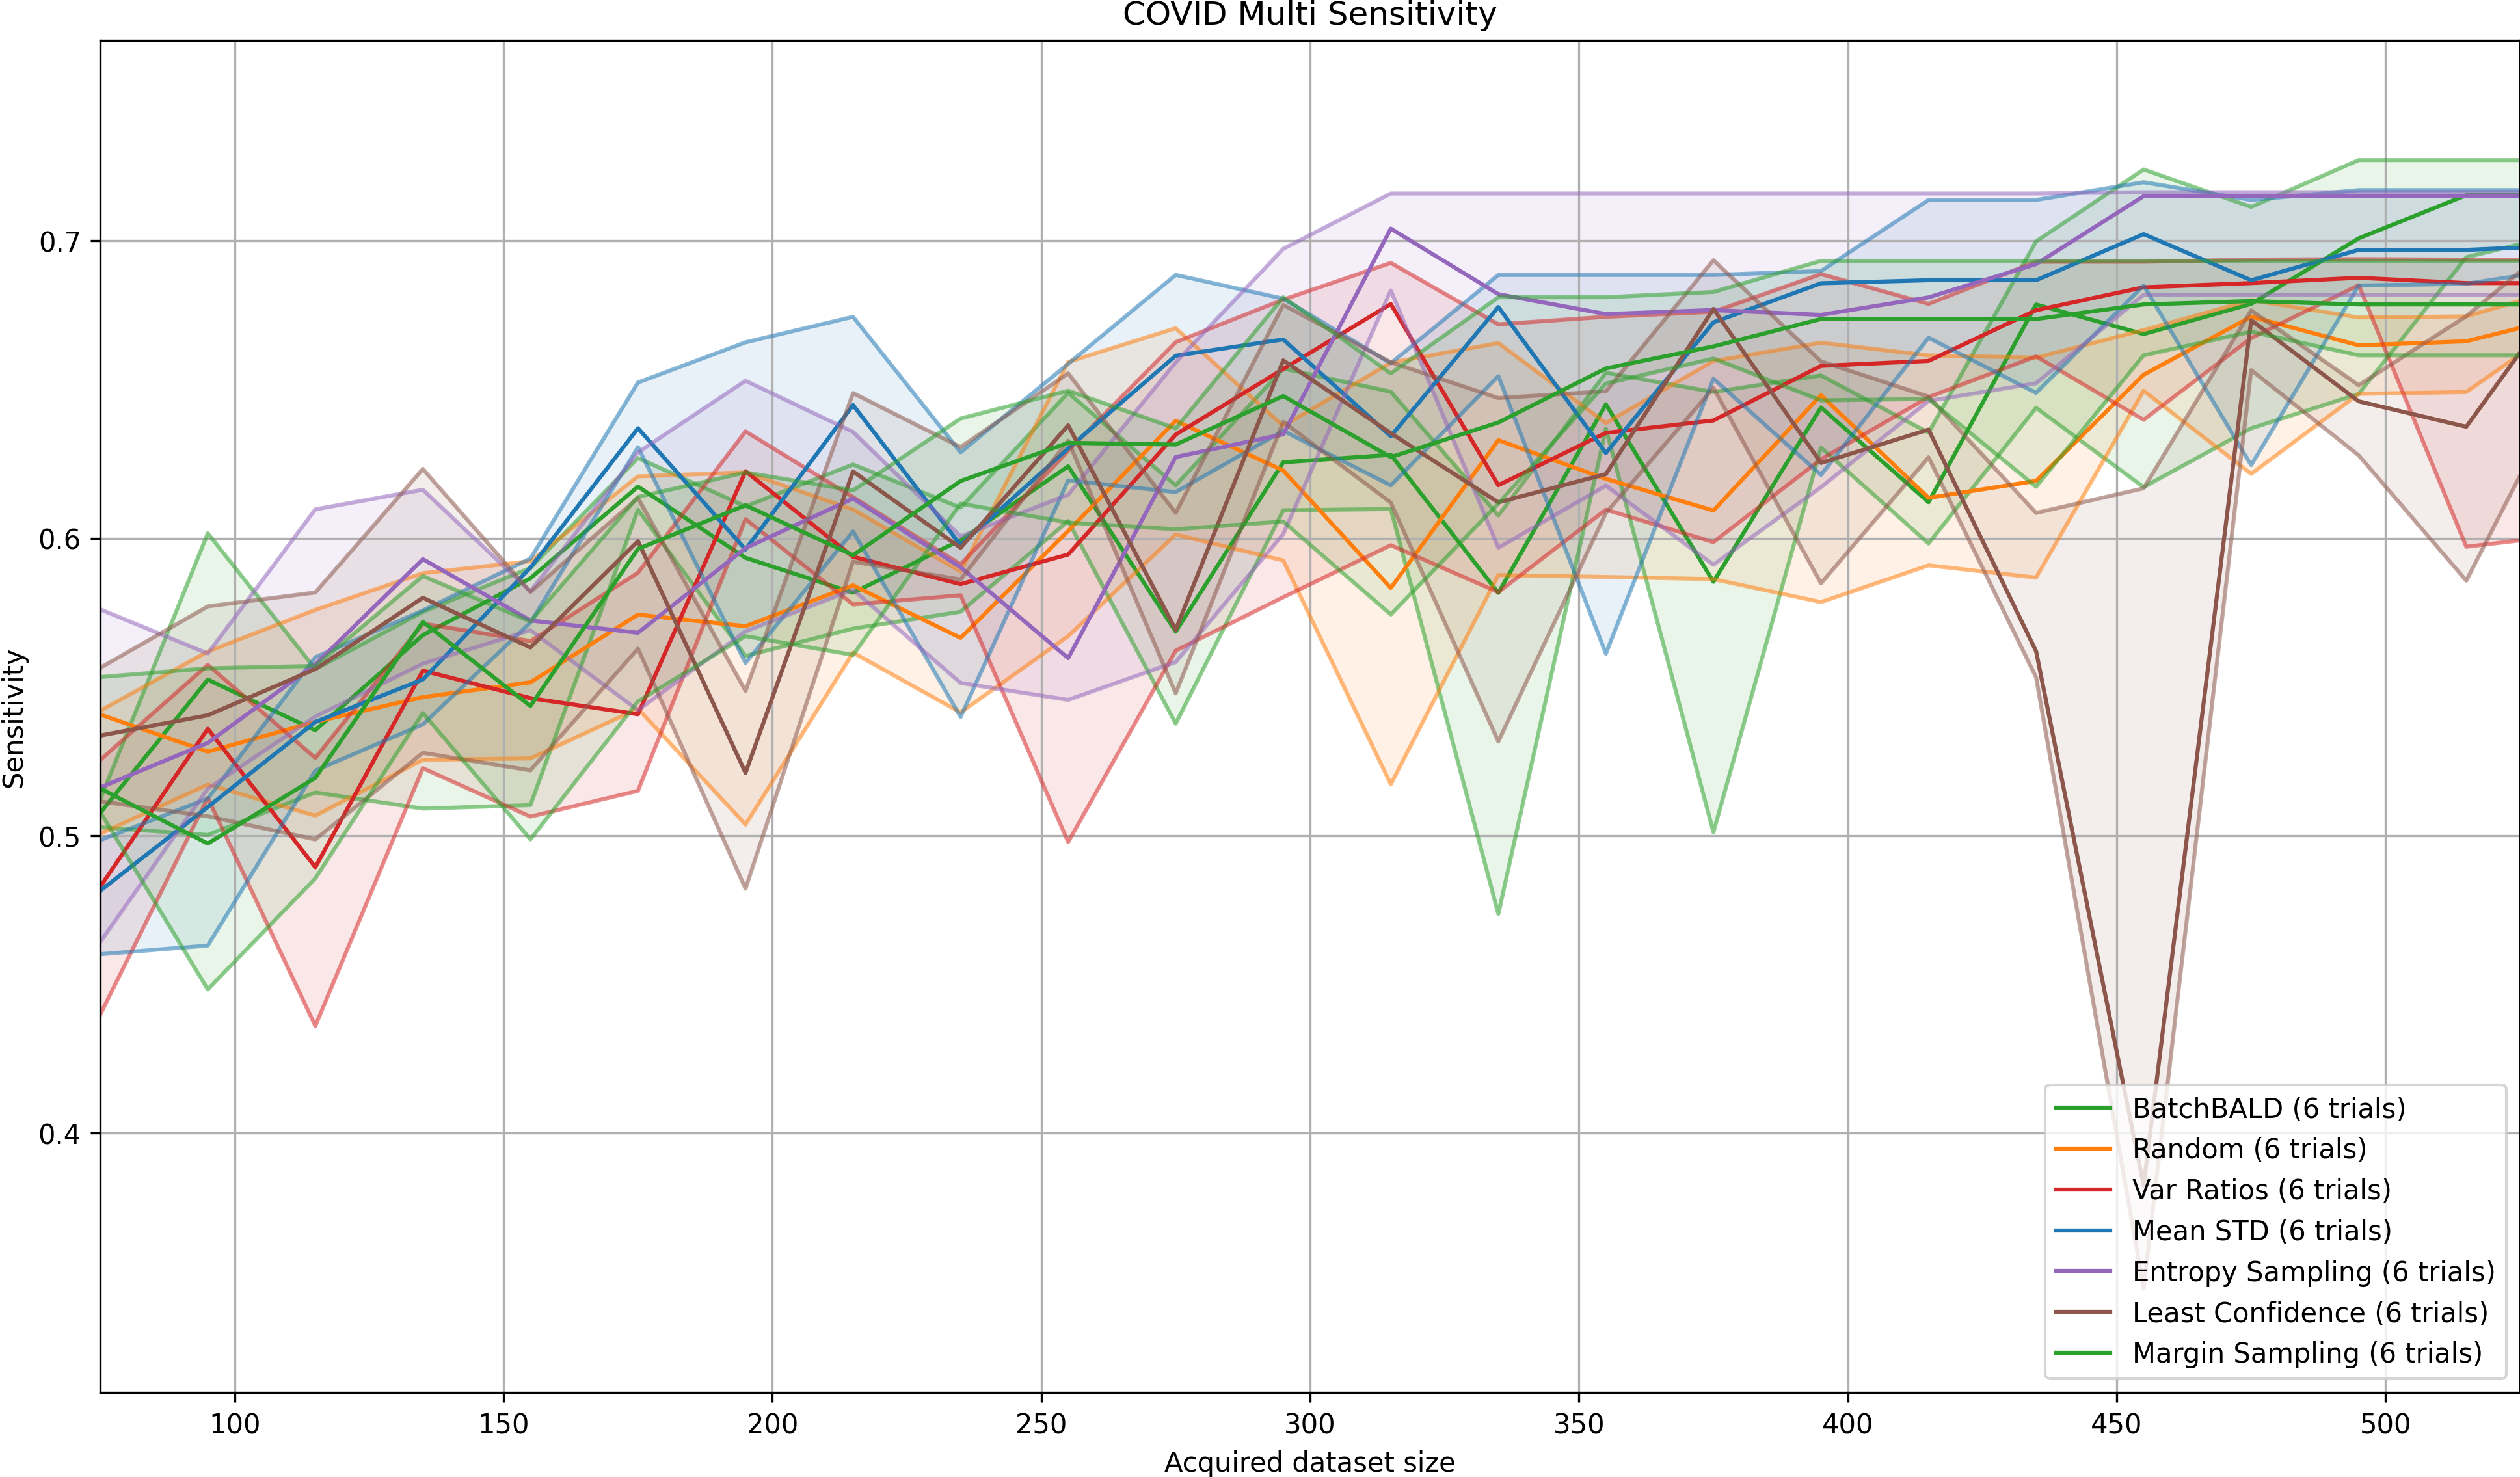 COVID Multi Sensitivity
Sensitivity
0.7
0.6
0.5
0.4
100 150 200 250 300 350 400 450 500
Acquired dataset size
BatchBALD (6 trials)
Random (6 trials)
Var Ratios (6 trials)
Mean STD (6 trials)
Entropy Sampling (6 trials)
Least Confidence (6 trials)
Margin Sampling (6 trials)